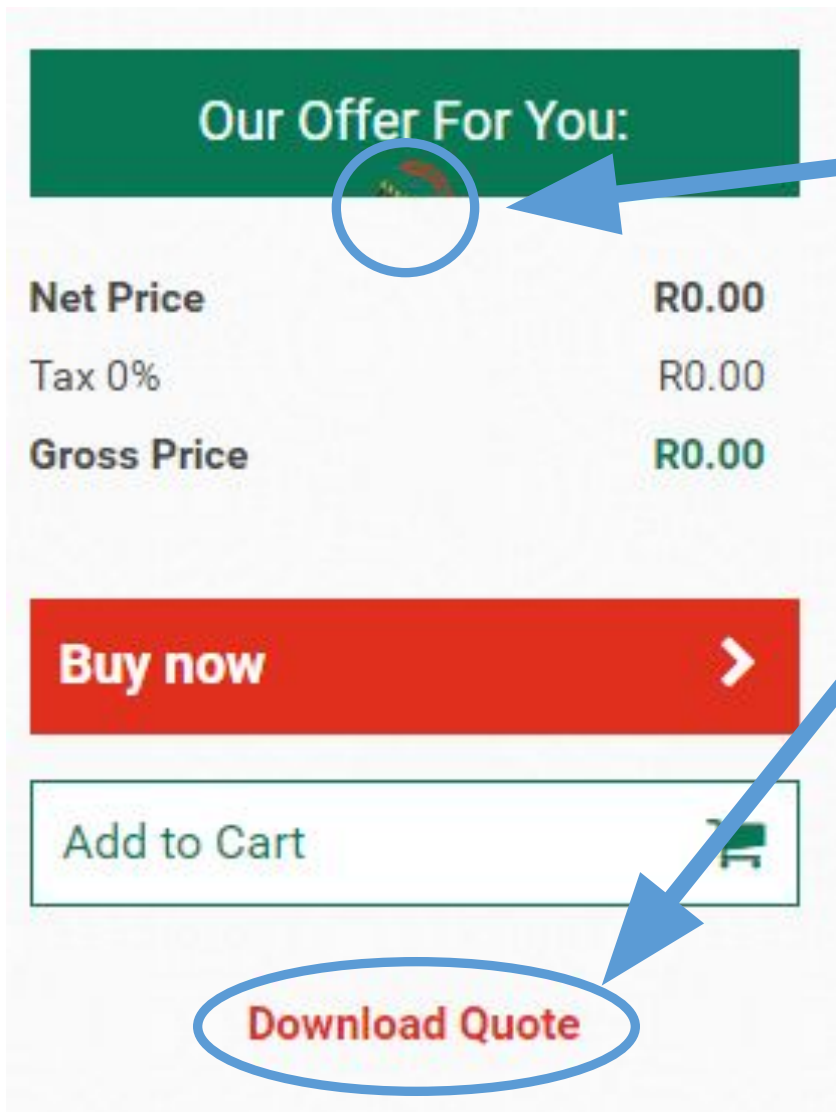 Our Offer For You:
Net Price R0.00
Tax 0% R0.00
Gross Price R0.00
Buy now
Add to Cart
Download Quote